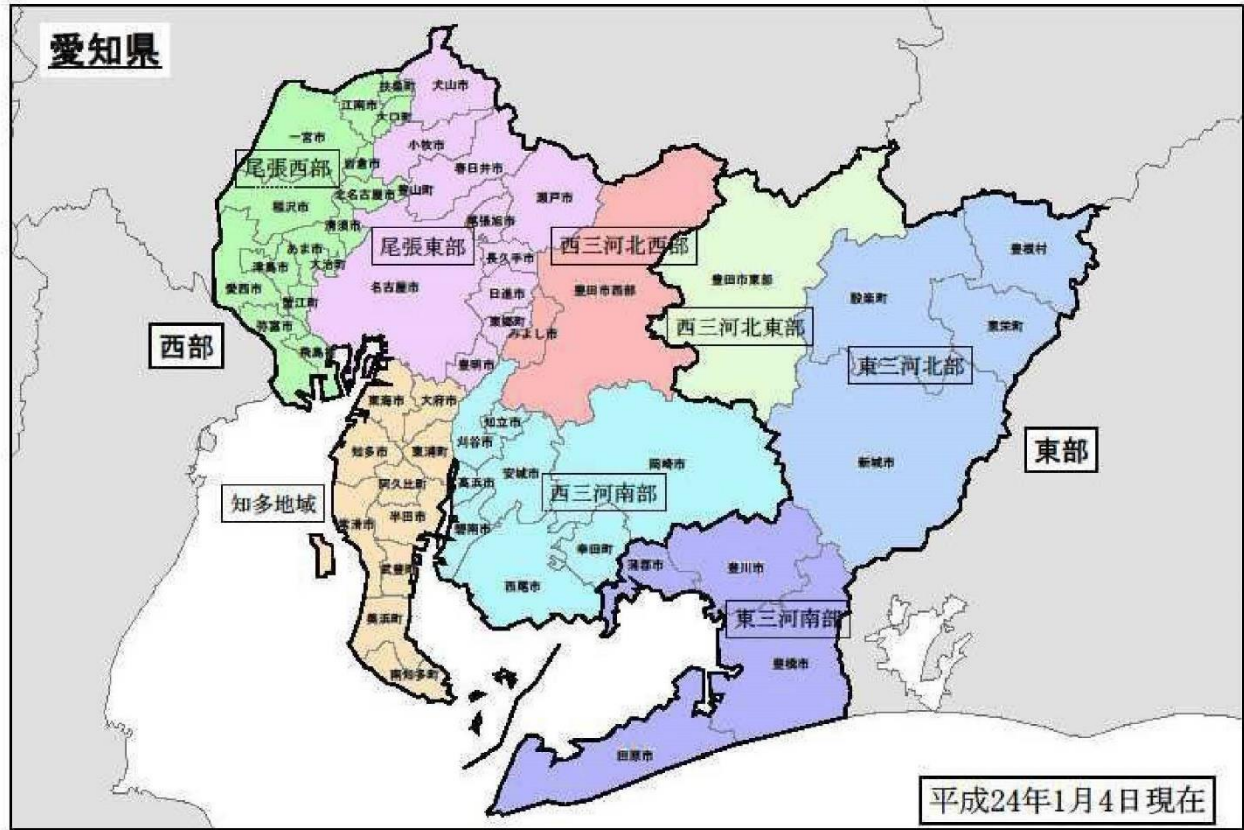 愛知県
扶桑町
犬山市
江南市
大口町
一宮市
小牧市
岩倉市
春日井市
尾張西部
北名古屋市
豊山町
瀬戸市
稲沢市
清須市
尾張旭市
尾張東部
西三河北西部
あま市
長久手市
豊根村
津島市
大治町
豊田市東部
愛西市
名古屋市
日進市
豊田市西部
設楽町
蟹江町
弥富市
東郷町
みよし市
西三河北東部
東栄町
西部
飛島村
豊明市
東三河北部
東海市
大府市
知立市
刈谷市
知多市
東浦町
岡崎市
東部
安城市
新城市
阿久比町
高浜市
西三河南部
知多地域
常滑市
半田市
碧南市
幸田町
蒲郡市
豊川市
武豊町
西尾市
美浜町
東三河南部
豊橋市
南知多町
田原市
平成24年1月4日現在